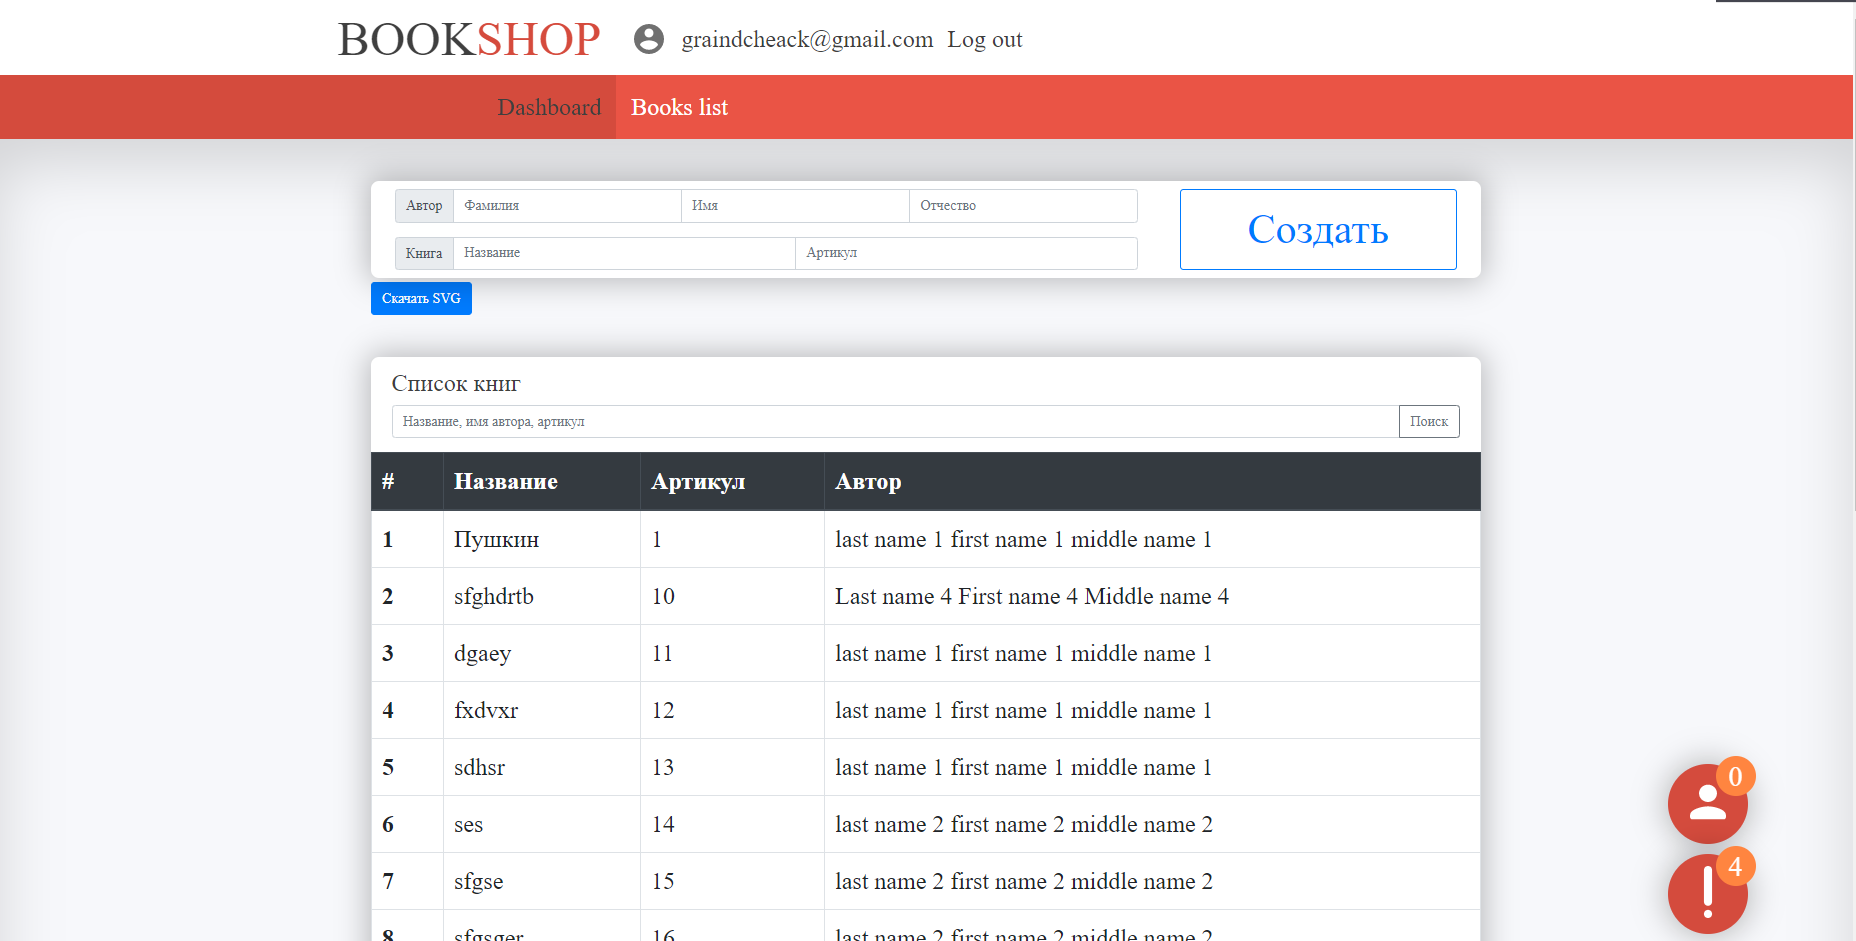 BOOKSHOP graindcheack@gmail.com Log out
Dashboard Books list
Автор Фамилия Имя Отчество
Создать
Книга Название Артикул
Скачать SVG
Список книг
Название, имя автора, артикул Поиск
# Название Артикул Автор
1 Пушкин 1 last name 1 first name 1 middle name 1
2 sfghdrtb 10 Last name 4 First name 4 Middle name 4
3 dgaey 11 last name 1 first name 1 middle name 1
4 fxdvxr 12 last name 1 first name 1 middle name 1
5 sdhsr 13 last name 1 first name 1 middle name 1
0
6 ses 14 last name 2 first name 2 middle name 2
4
7 sfgse 15 last name 2 first name 2 middle name 2
8 sfgsger 16 last name 2 first name 2 middle name 2